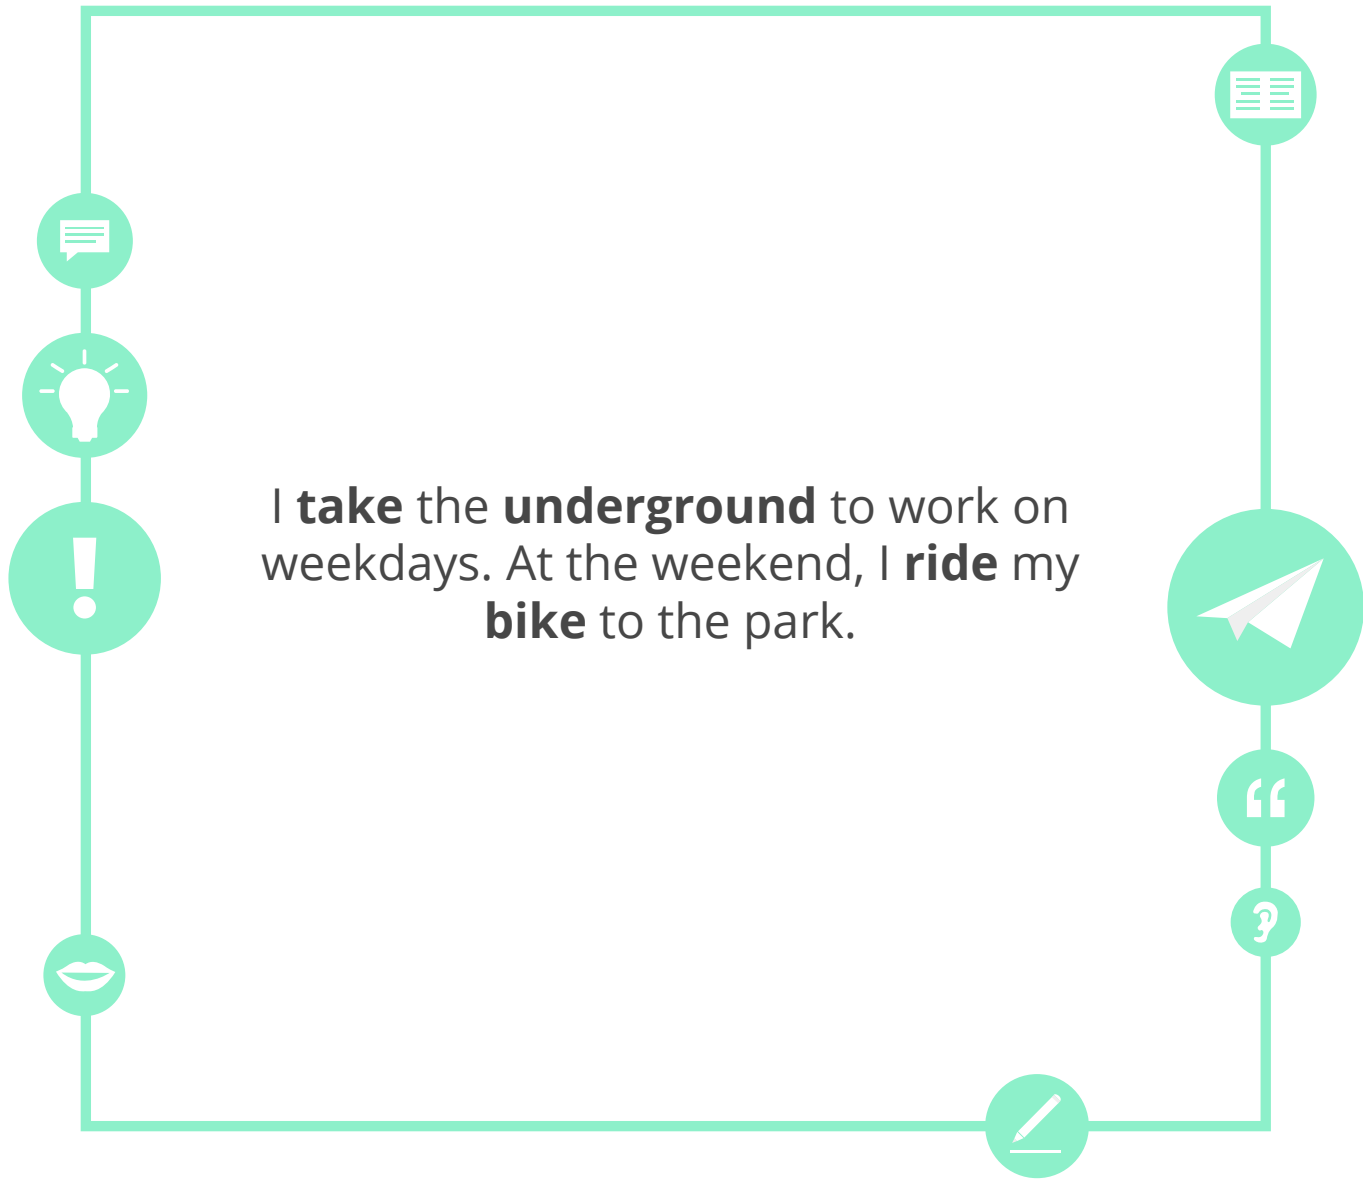 I take the underground to work on
weekdays. At the weekend, I ride my
bike to the park.